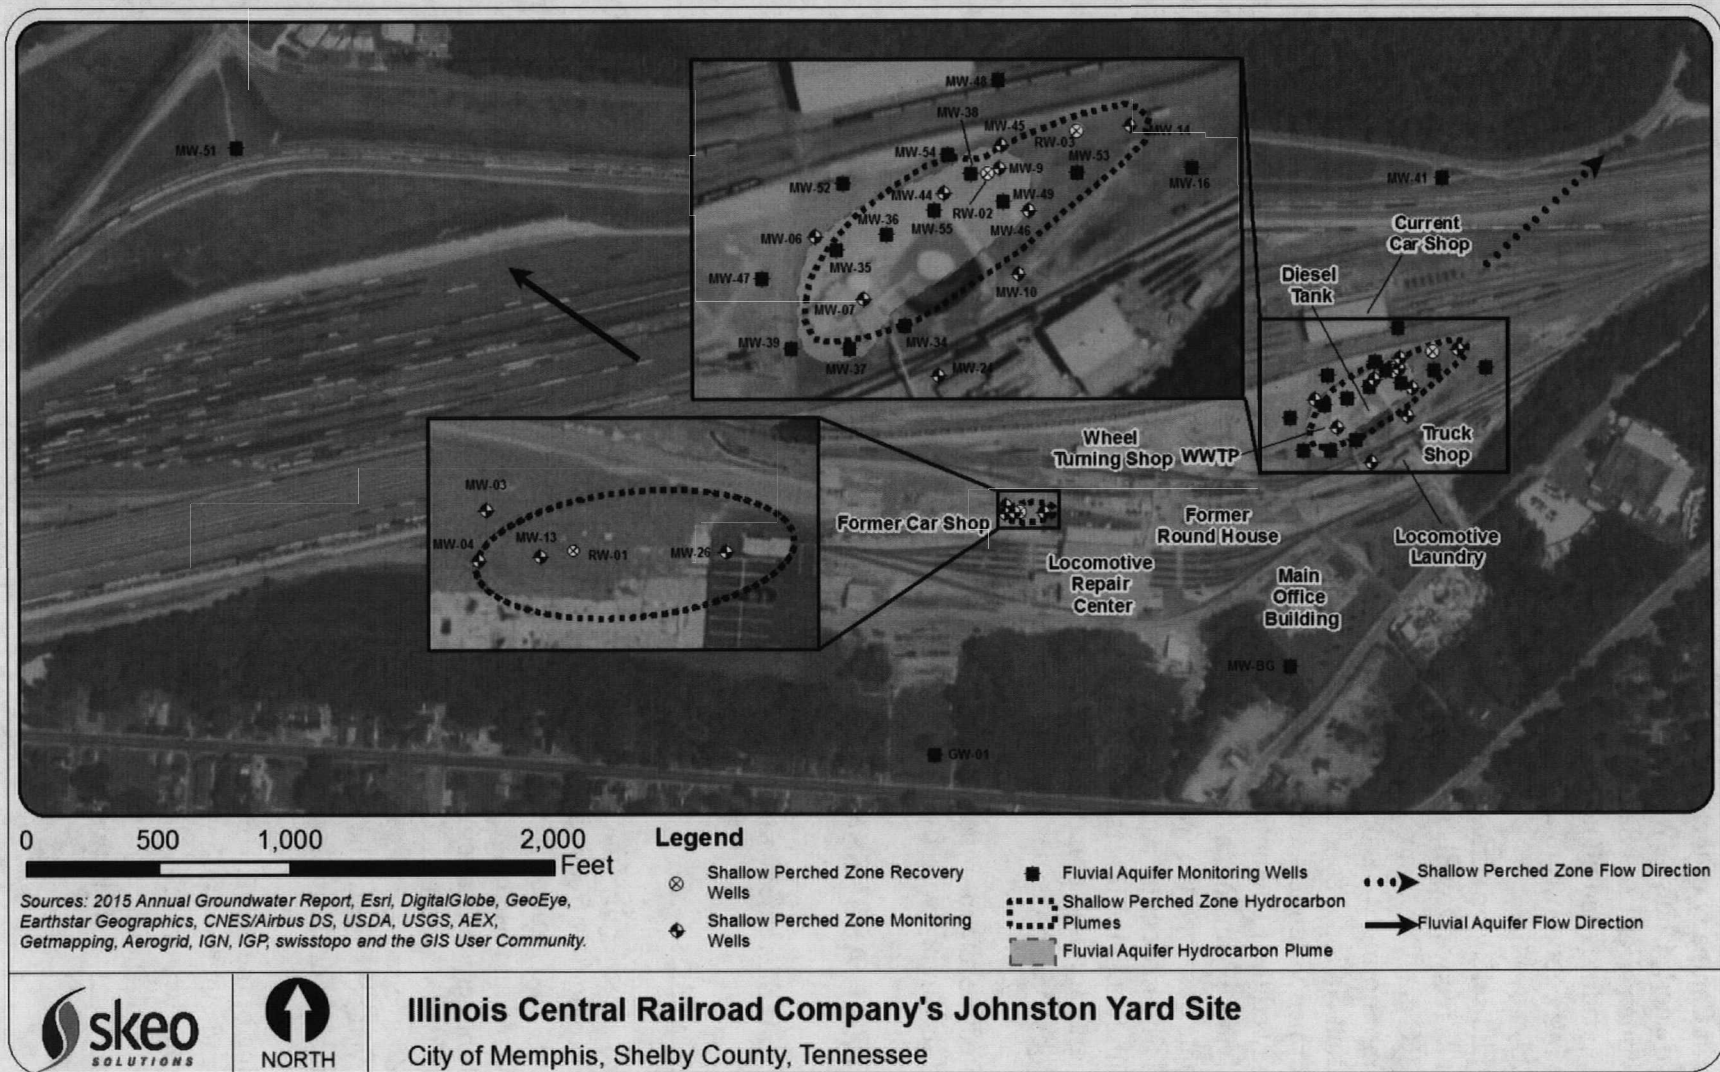 MW-48
MW-38
MW-45
RW-03
MW-14
MW-51
MW-54
MW-53
MW-9
MW-52
MW-44
MW-49
MW-16
MW-41
RW-02
MW-36
MW-55
MW-46
MW-06
MW-35
MW-47
MW-10
MW-07
MW-39
MW-34
MW-37
Current
Car Shop
Diesel
Tank
Wheel
Turning Shop
WWTP
Truck
Shop
MW-03
MW-04
MW-13
RW-01
MW-26
Former Car Shop
Former
Round House
Locomotive
Laundry
Locomotive
Repair
Center
Main
Office
Building
MW-BG
GW-01
0 500 1,000 2,000
Feet
Sources: 2015 Annual Groundwater Report, Esri, DigitalGlobe, GeoEye,
Earthstar Geographics, CNES/Airbus DS, USDA, USGS, AEX,
Getmapping, Aerogrid, IGN, IGP, swisstopo and the GIS User Community.
Legend
Shallow Perched Zone Recovery
Wells
Shallow Perched Zone Monitoring
Wells
Fluvial Aquifer Monitoring Wells
Shallow Perched Zone Hydrocarbon
Plumes
Fluvial Aquifer Hydrocarbon Plume
Shallow Perched Zone Flow Direction
Fluvial Aquifer Flow Direction
skeo
SOLUTIONS
NORTH
Illinois Central Railroad Company's Johnston Yard Site
City of Memphis, Shelby County, Tennessee